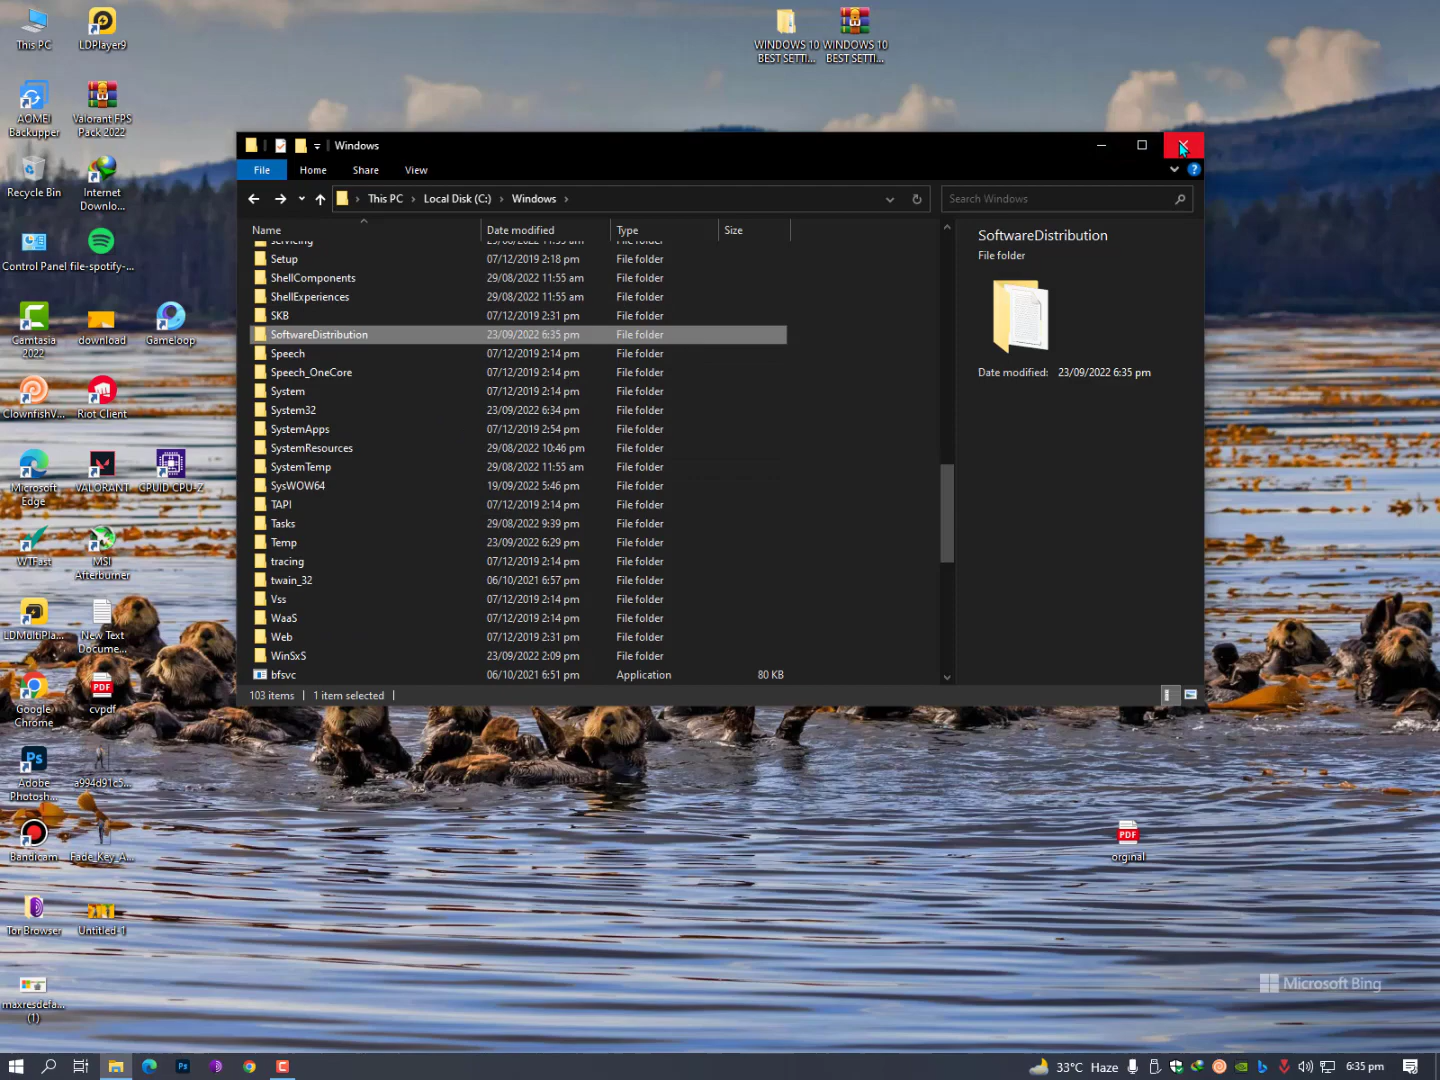 This PC
LDPlayer9
WINDOWS 10
BEST SETTI...
WINDOWS 10
BEST SETTI...
AOMEI
Backupper
Valorant FPS
Pack 2022
Recycle Bin
Internet
Downlo...
Control Panel
file-spotify-...
Camtasia
2022
download
Gameloop
ClownfishV...
Riot Client
Microsoft
Edge
VALORANT
CPUID CPU-Z
WTFast
MSI
Afterburner
LDMultiPla...
New Text
Docume...
Google
Chrome
PDF
cvpdf
Ps
Adobe
Photosh...
a994d91c5...
Bandicam
Fade_Key_A...
Tor Browser
Untitled-1
maxresdefa...
(1)
PDF
orginal
Windows
File
Home
Share
View
This PC > Local Disk (C:) > Windows >
Search Windows
Name
Date modified
Type
Size
servicing 29/08/2022 11:55 am File folder
Setup 07/12/2019 2:18 pm File folder
ShellComponents 29/08/2022 11:55 am File folder
ShellExperiences 29/08/2022 11:55 am File folder
SKB 07/12/2019 2:31 pm File folder
SoftwareDistribution 23/09/2022 6:35 pm File folder
Speech 07/12/2019 2:14 pm File folder
Speech_OneCore 07/12/2019 2:14 pm File folder
System 07/12/2019 2:14 pm File folder
System32 23/09/2022 6:34 pm File folder
SystemApps 07/12/2019 2:54 pm File folder
SystemResources 29/08/2022 10:46 pm File folder
SystemTemp 29/08/2022 11:55 am File folder
SysWOW64 19/09/2022 5:46 pm File folder
TAPI 07/12/2019 2:14 pm File folder
Tasks 29/08/2022 9:39 pm File folder
Temp 23/09/2022 6:29 pm File folder
tracing 07/12/2019 2:14 pm File folder
twain_32 06/10/2021 6:57 pm File folder
Vss 07/12/2019 2:14 pm File folder
WaaS 07/12/2019 2:14 pm File folder
Web 07/12/2019 2:31 pm File folder
WinSxS 23/09/2022 2:09 pm File folder
bfsvc 06/10/2021 6:51 pm Application 80 KB
SoftwareDistribution
File folder
Date modified: 23/09/2022 6:35 pm
103 items
1 item selected
Microsoft Bing
Ps
33°C Haze
6:35 pm